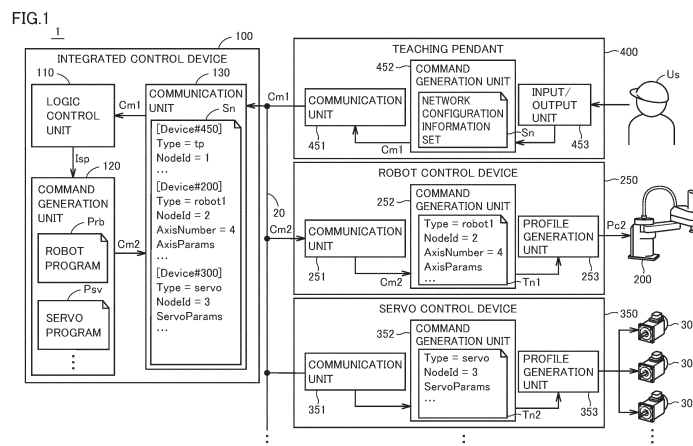 FIG.1
1
100
INTEGRATED CONTROL DEVICE
110
LOGIC
CONTROL
UNIT
Cm1
Isp
120
COMMAND
GENERATION
UNIT
Prb
ROBOT
PROGRAM
Psv
SERVO
PROGRAM
Cm2
130
COMMUNICATION
UNIT
Sn
[Device#450]
Type = tp
NodeId = 1
...
[Device#200]
Type = robot1
NodeId = 2
AxisNumber = 4
AxisParams
...
[Device#300]
Type = servo
NodeId = 3
ServoParams
...
Cm1
20
Cm2
TEACHING PENDANT
400
452
COMMAND
GENERATION UNIT
NETWORK
CONFIGURATION
INFORMATION
SET
Sn
COMMUNICATION
UNIT
451
Cm1
INPUT/
OUTPUT
UNIT
453
Us
ROBOT CONTROL DEVICE
250
252
COMMAND
GENERATION UNIT
Type = robot1
NodeId = 2
AxisNumber = 4
AxisParams
...
Tn1
COMMUNICATION
UNIT
251
Cm2
PROFILE
GENERATION
UNIT
253
Pc2
200
SERVO CONTROL DEVICE
350
352
COMMAND
GENERATION UNIT
Type = servo
NodeId = 3
ServoParams
...
Tn2
COMMUNICATION
UNIT
351
PROFILE
GENERATION
UNIT
353
30
30
30